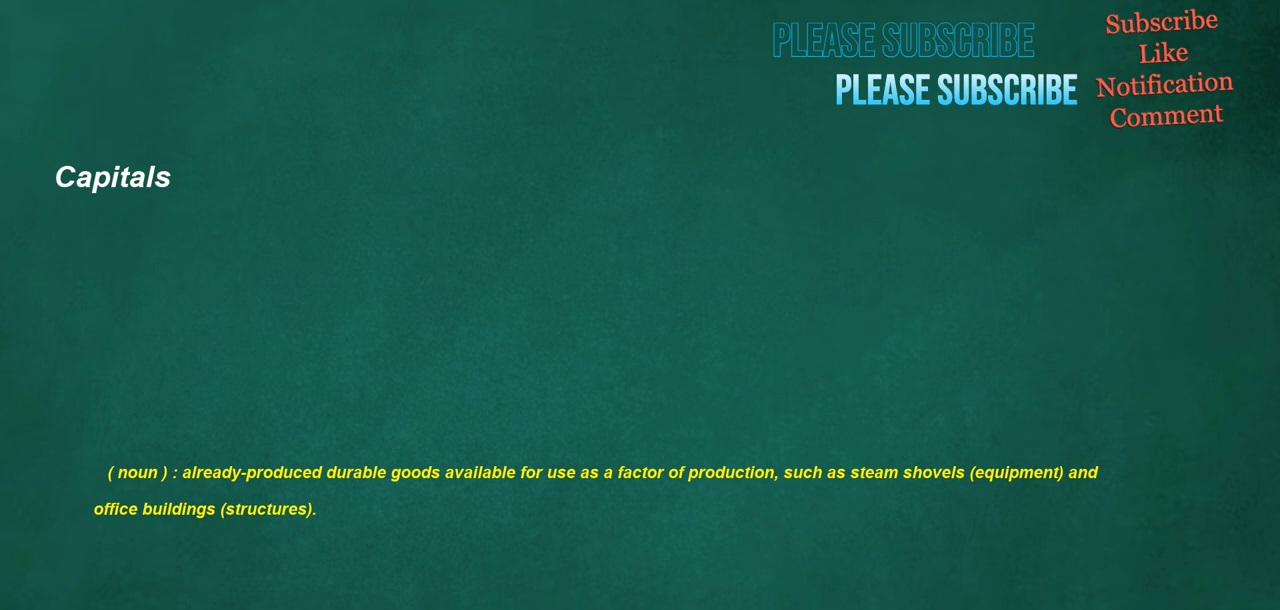 PLEASE SUBSCRIBE
PLEASE SUBSCRIBE
Subscribe
Like
Notification
Comment
Capitals
( noun ) : already-produced durable goods available for use as a factor of production, such as steam shovels (equipment) and
office buildings (structures).